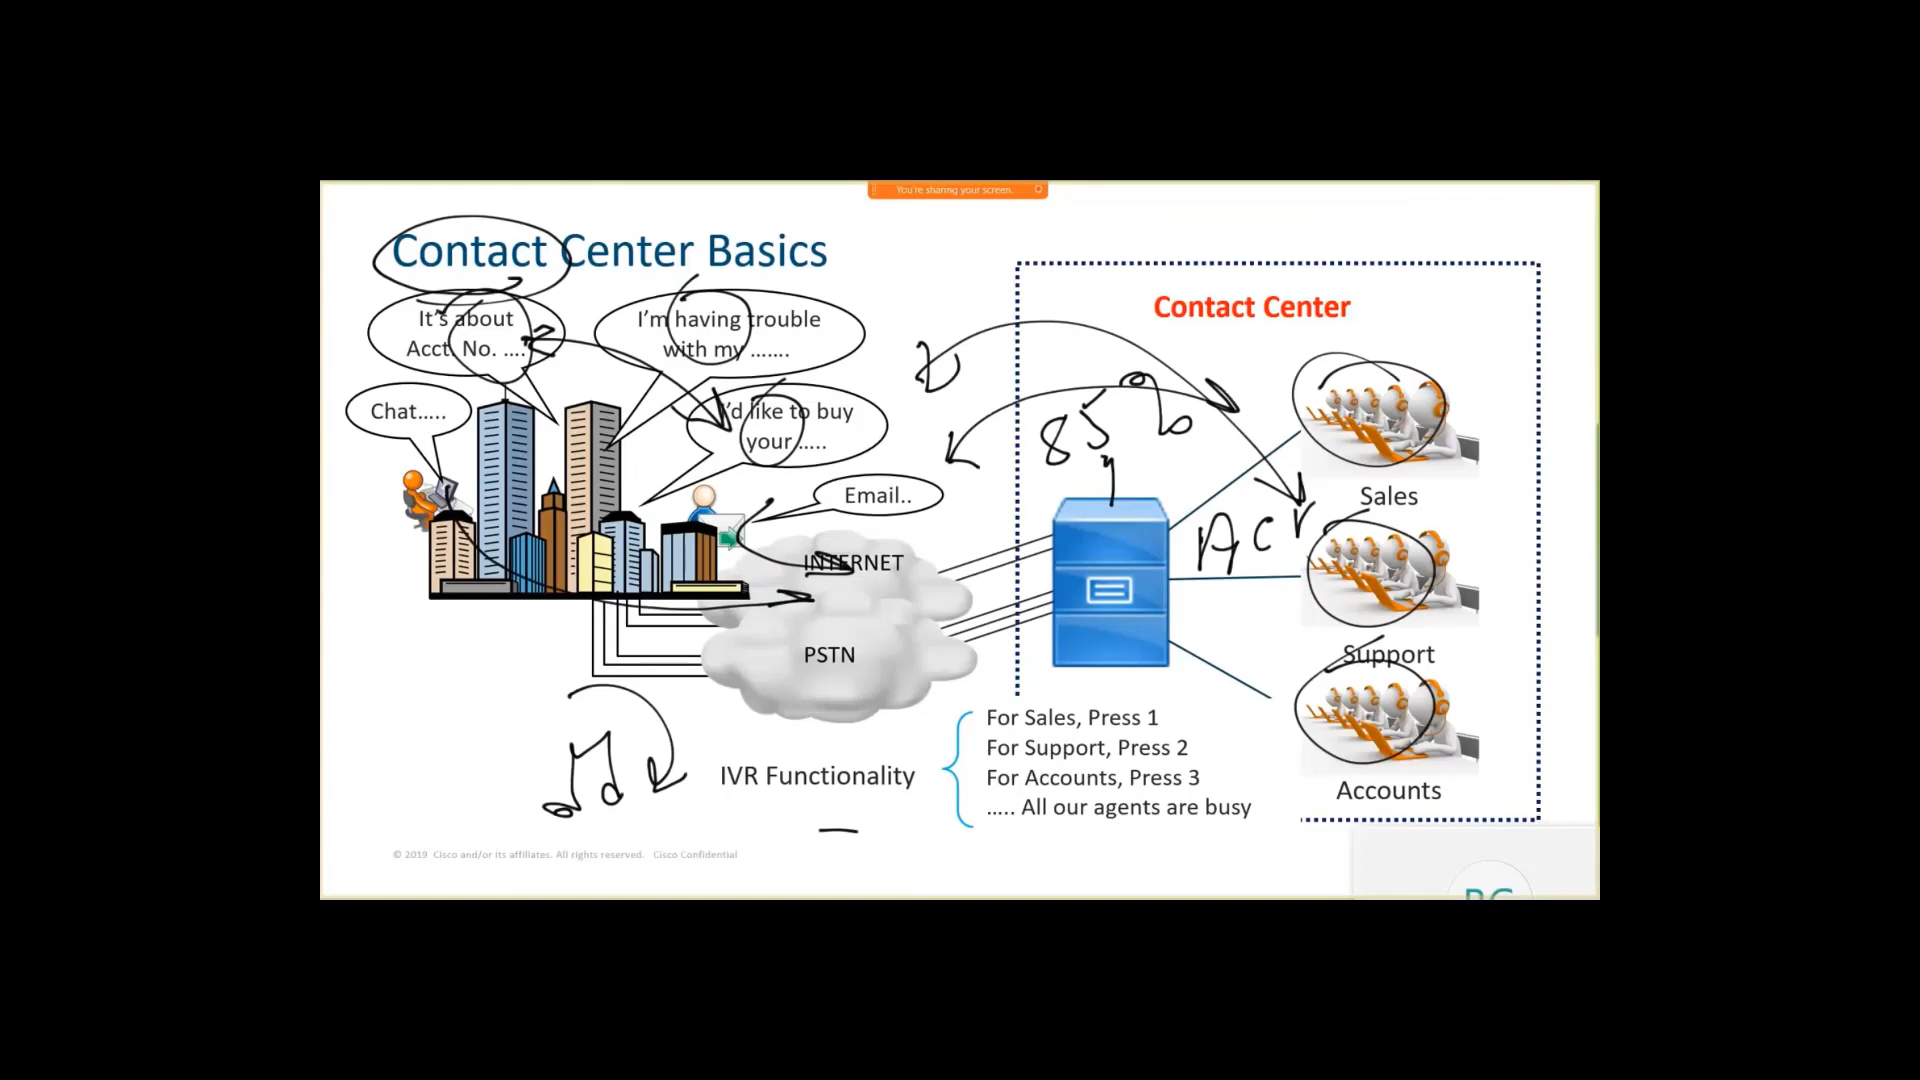 You're sharing your screen.
Contact Center Basics
Contact Center
It's about
Acct. No. ....
I'm having trouble
with my .......
Chat.....
I'd like to buy
your .....
85%
Email..
Sales
INTERNET
Support
PSTN
For Sales, Press 1
For Support, Press 2
IVR Functionality
For Accounts, Press 3
..... All our agents are busy
Accounts
© 2019 Cisco and/or its affiliates. All rights reserved. Cisco Confidential